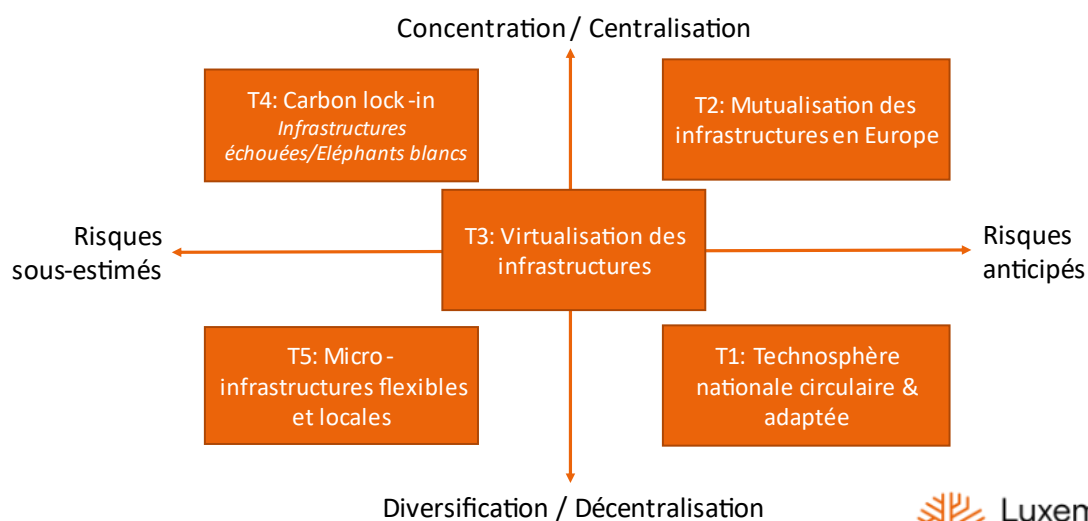 Concentration / Centralisation
T4: Carbon lock-in
Infrastructures
échouées/Eléphants blancs
T2: Mutualisation des
infrastructures en Europe
Risques
sous-estimés
T3: Virtualisation des
infrastructures
Risques
anticipés
T5: Micro-
infrastructures flexibles
et locales
T1: Technosphère
nationale circulaire &
adaptée
Diversification / Décentralisation
Luxem